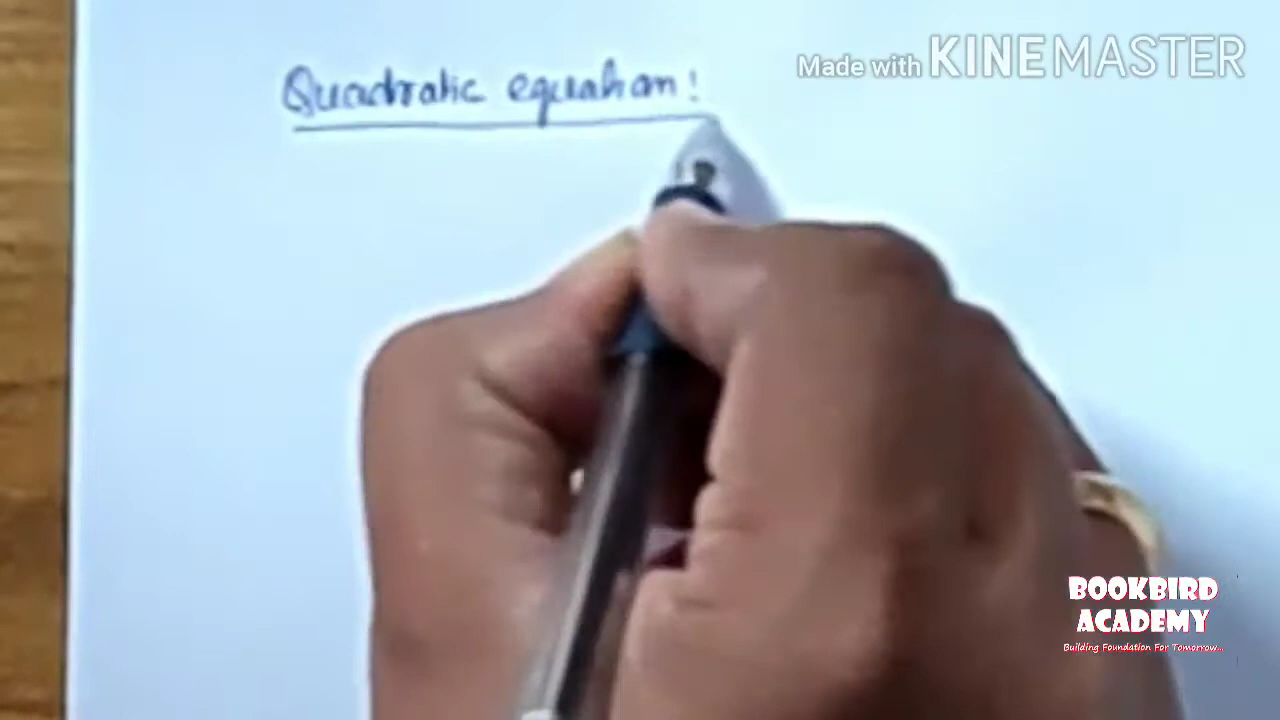 Made with KINEMASTER
Quadratic equation:
BOOKBIRD
ACADEMY
Building Foundation For Tomorrow...